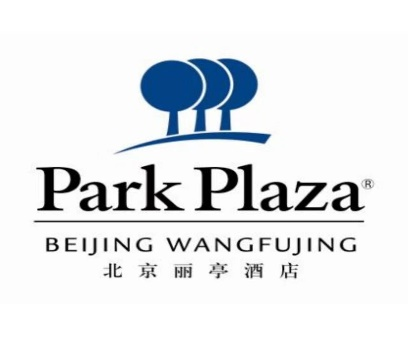 Park Plaza®
BEIJING WANGFUJING
北京丽亭酒店